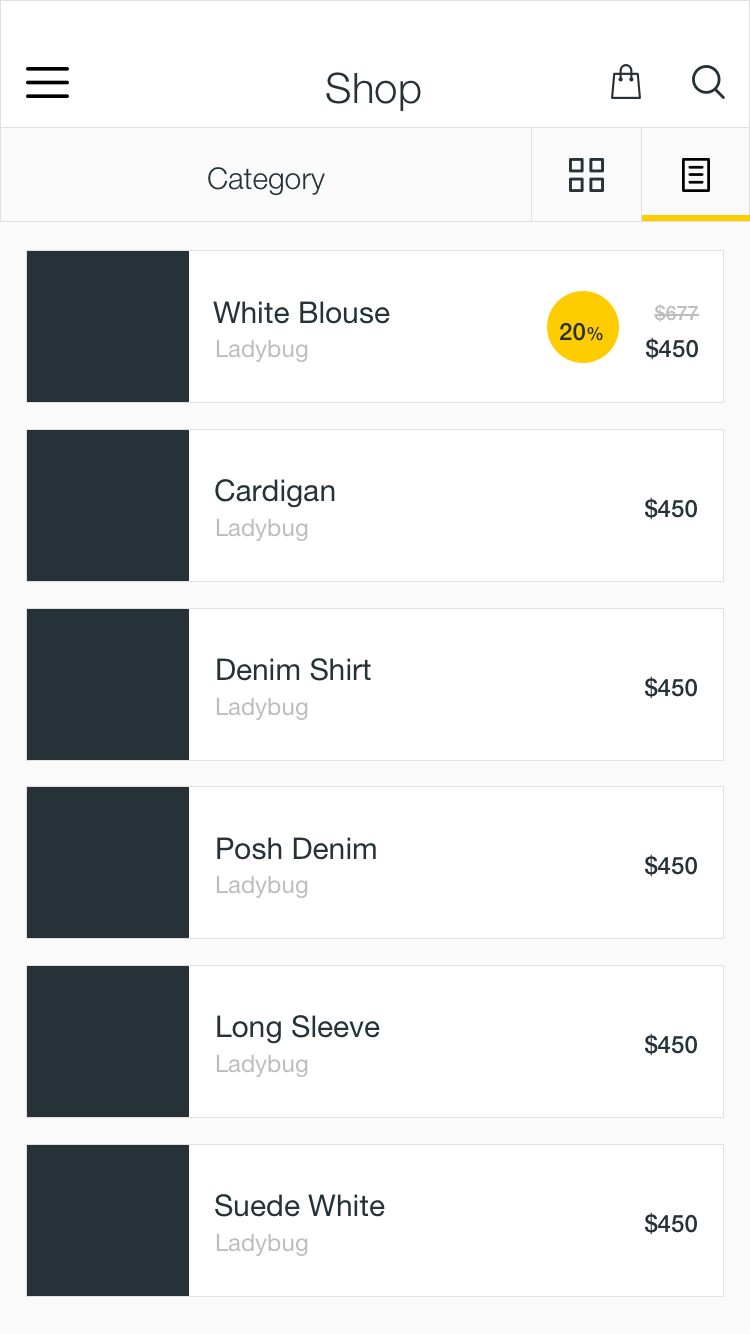 Shop
Category
White Blouse
Ladybug
20%
$677
$450
Cardigan
Ladybug
$450
Denim Shirt
Ladybug
$450
Posh Denim
Ladybug
$450
Long Sleeve
Ladybug
$450
Suede White
Ladybug
$450